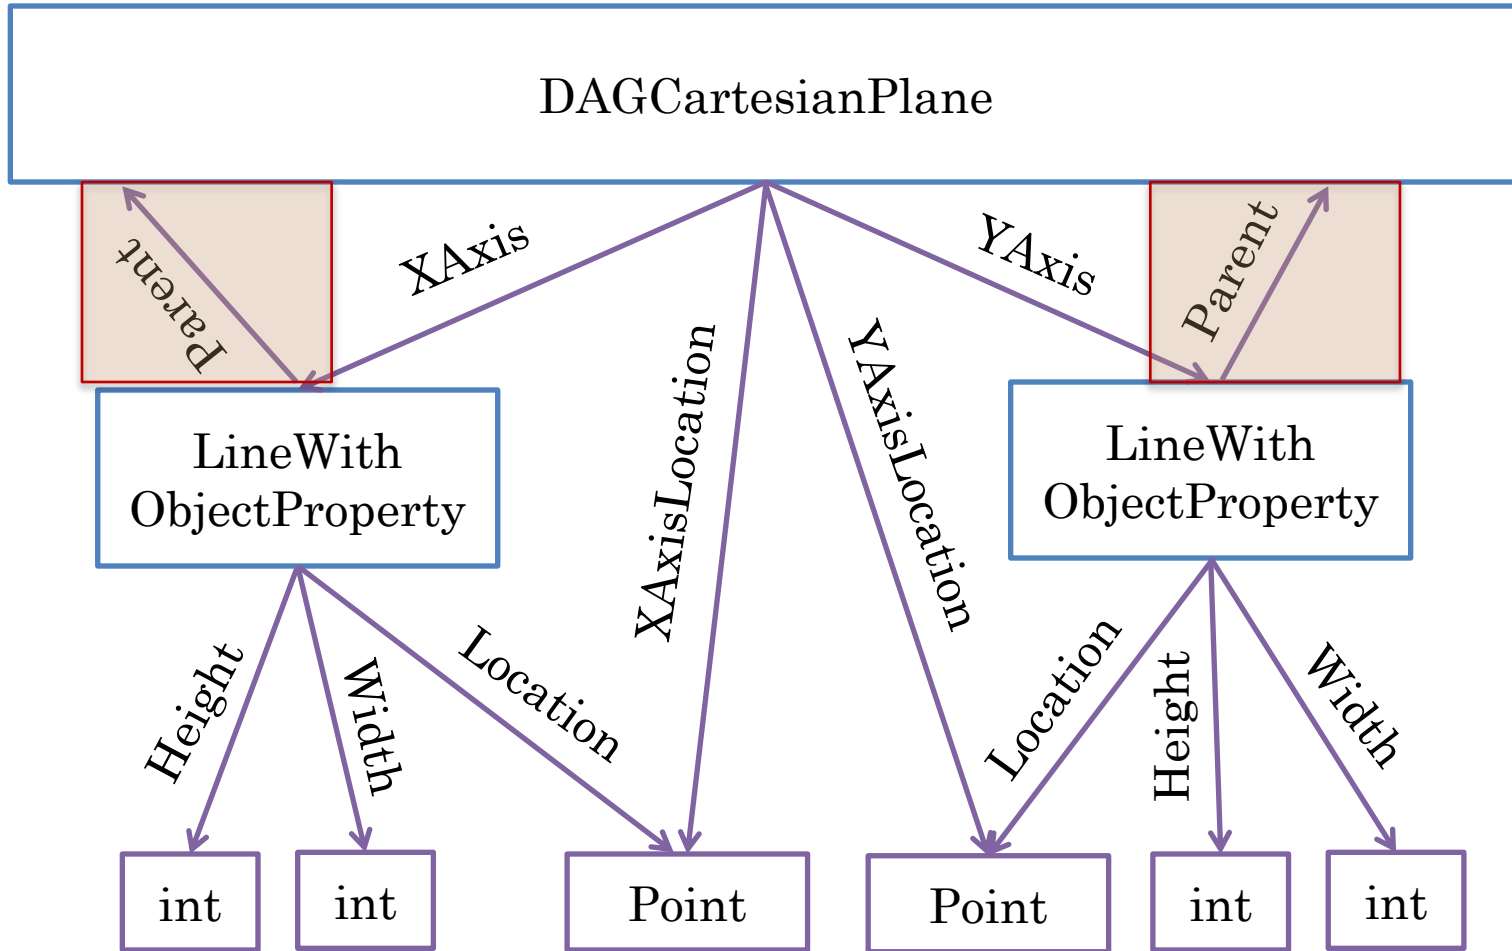 DAGCartesianPlane
Parent
XAxis
YAxis
Parent
XAxisLocation
YAxisLocation
LineWith
ObjectProperty
LineWith
ObjectProperty
Height
Width
Location
Location
Height
Width
int
int
Point
Point
int
int